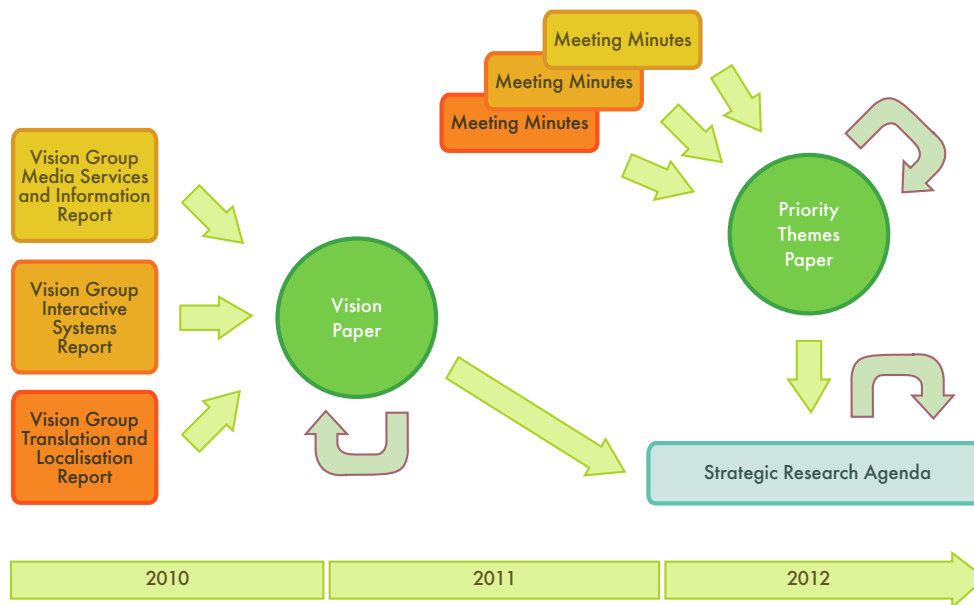 Meeting Minutes
Meeting Minutes
Meeting Minutes
Vision Group
Media Services
and Information
Report
Vision Group
Interactive
Systems
Report
Vision Group
Translation and
Localisation
Report
Vision
Paper
Priority
Themes
Paper
Strategic Research Agenda
2010
2011
2012